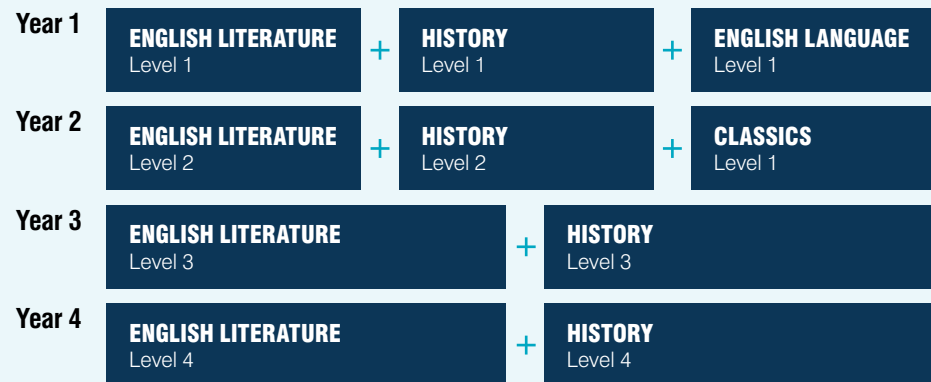 Year 1
ENGLISH LITERATURE
Level 1
+
HISTORY
Level 1
+
ENGLISH LANGUAGE
Level 1
Year 2
ENGLISH LITERATURE
Level 2
+
HISTORY
Level 2
+
CLASSICS
Level 1
Year 3
ENGLISH LITERATURE
Level 3
+
HISTORY
Level 3
Year 4
ENGLISH LITERATURE
Level 4
+
HISTORY
Level 4